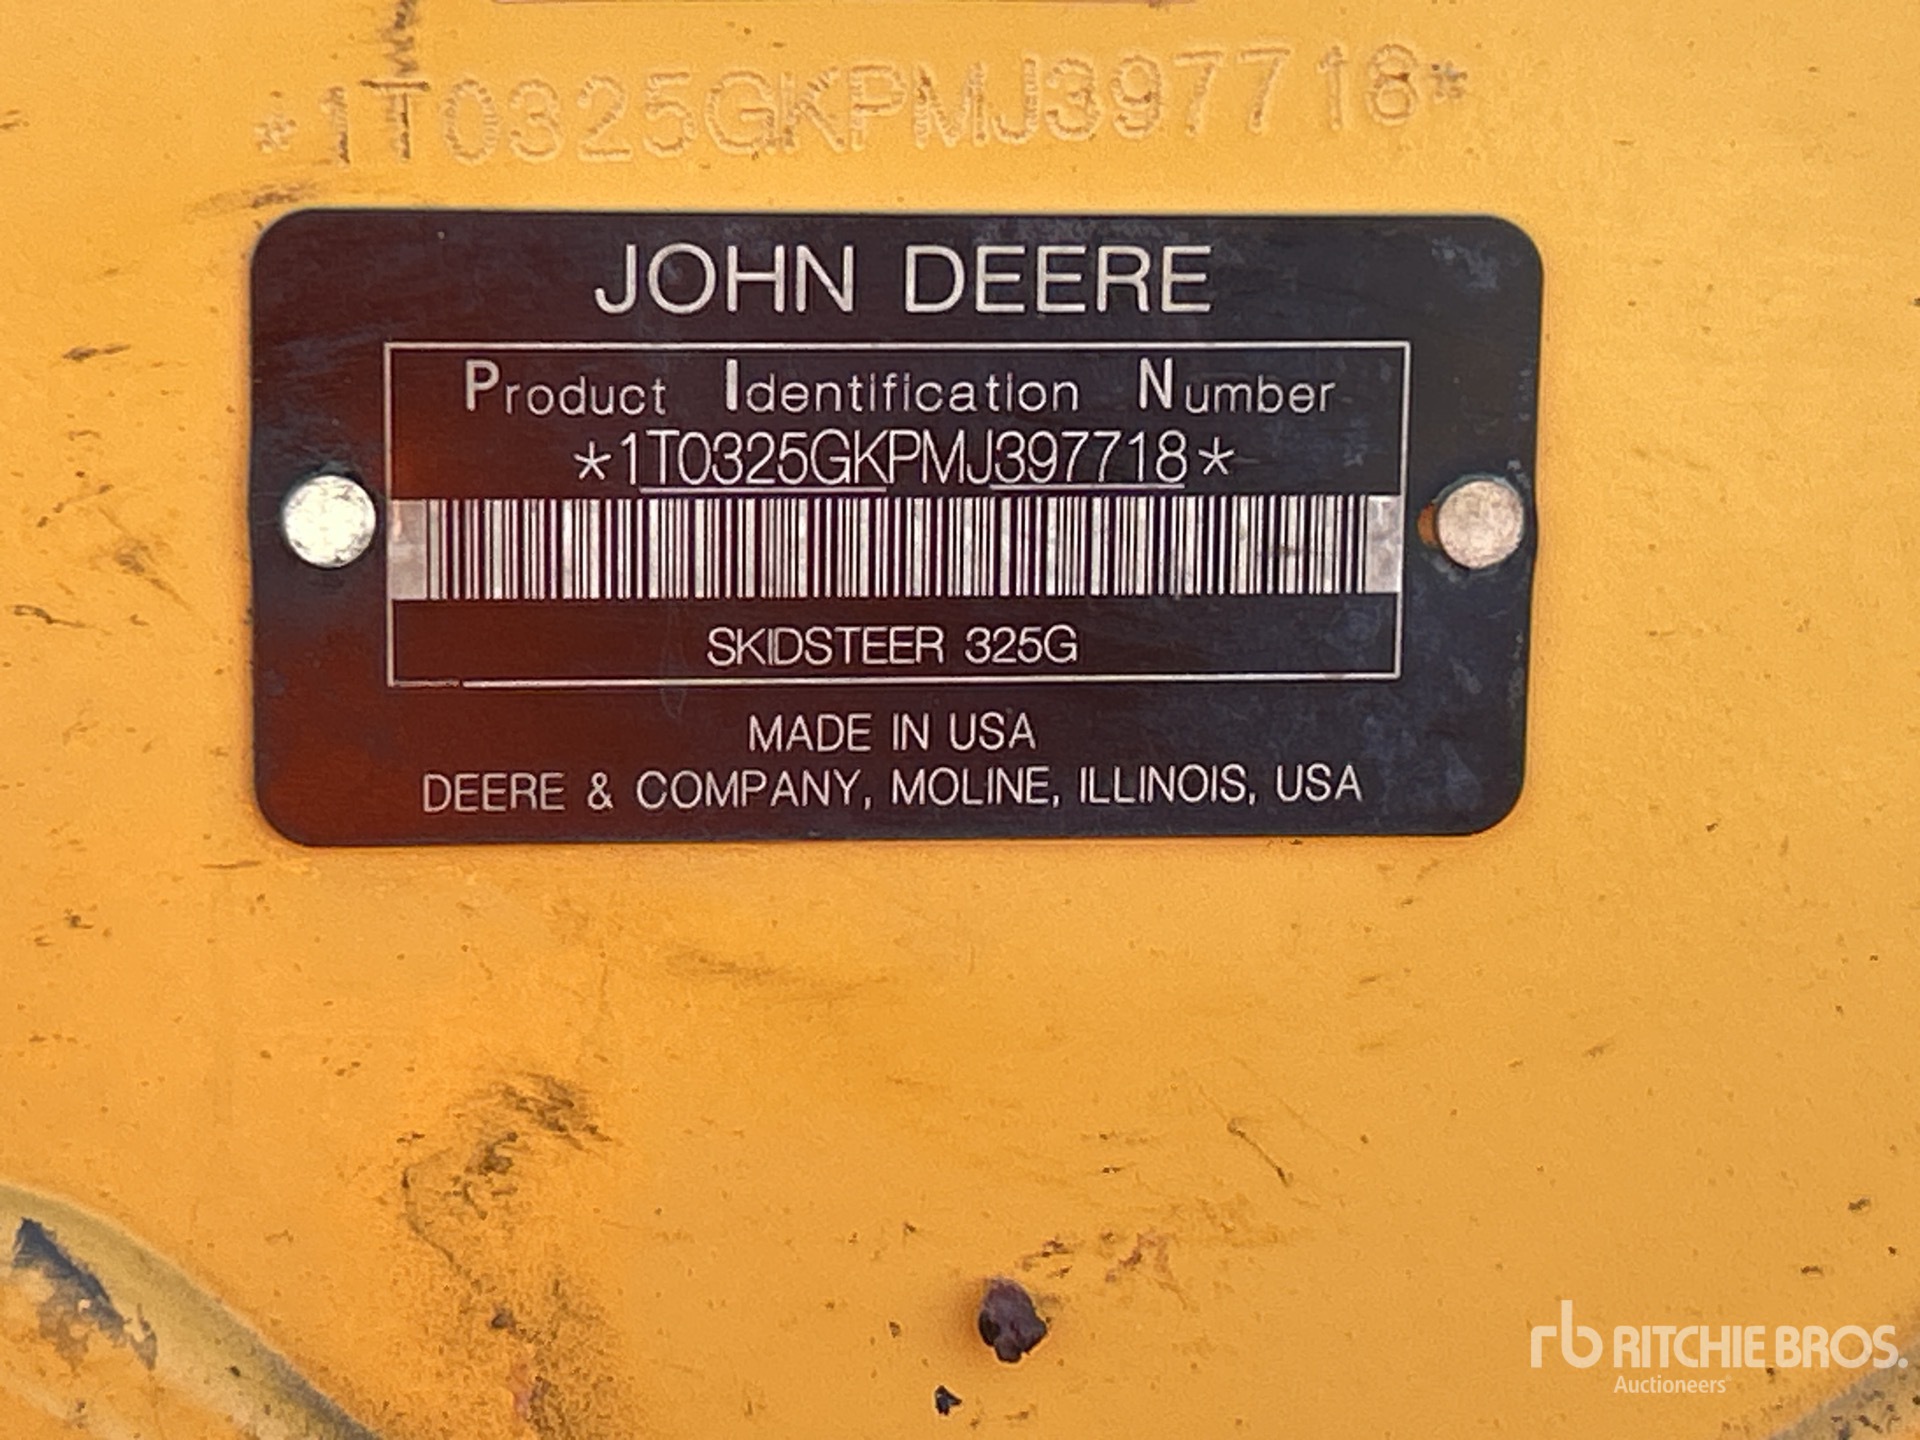 *1T0325GKPMJ397718*
JOHN DEERE
Product Identification Number
*1T0325GKPMJ397718*
SKIDSTEER 325G
MADE IN USA
DEERE & COMPANY, MOLINE, ILLINOIS, USA
rb RITCHIE BROS.
Auctioneers